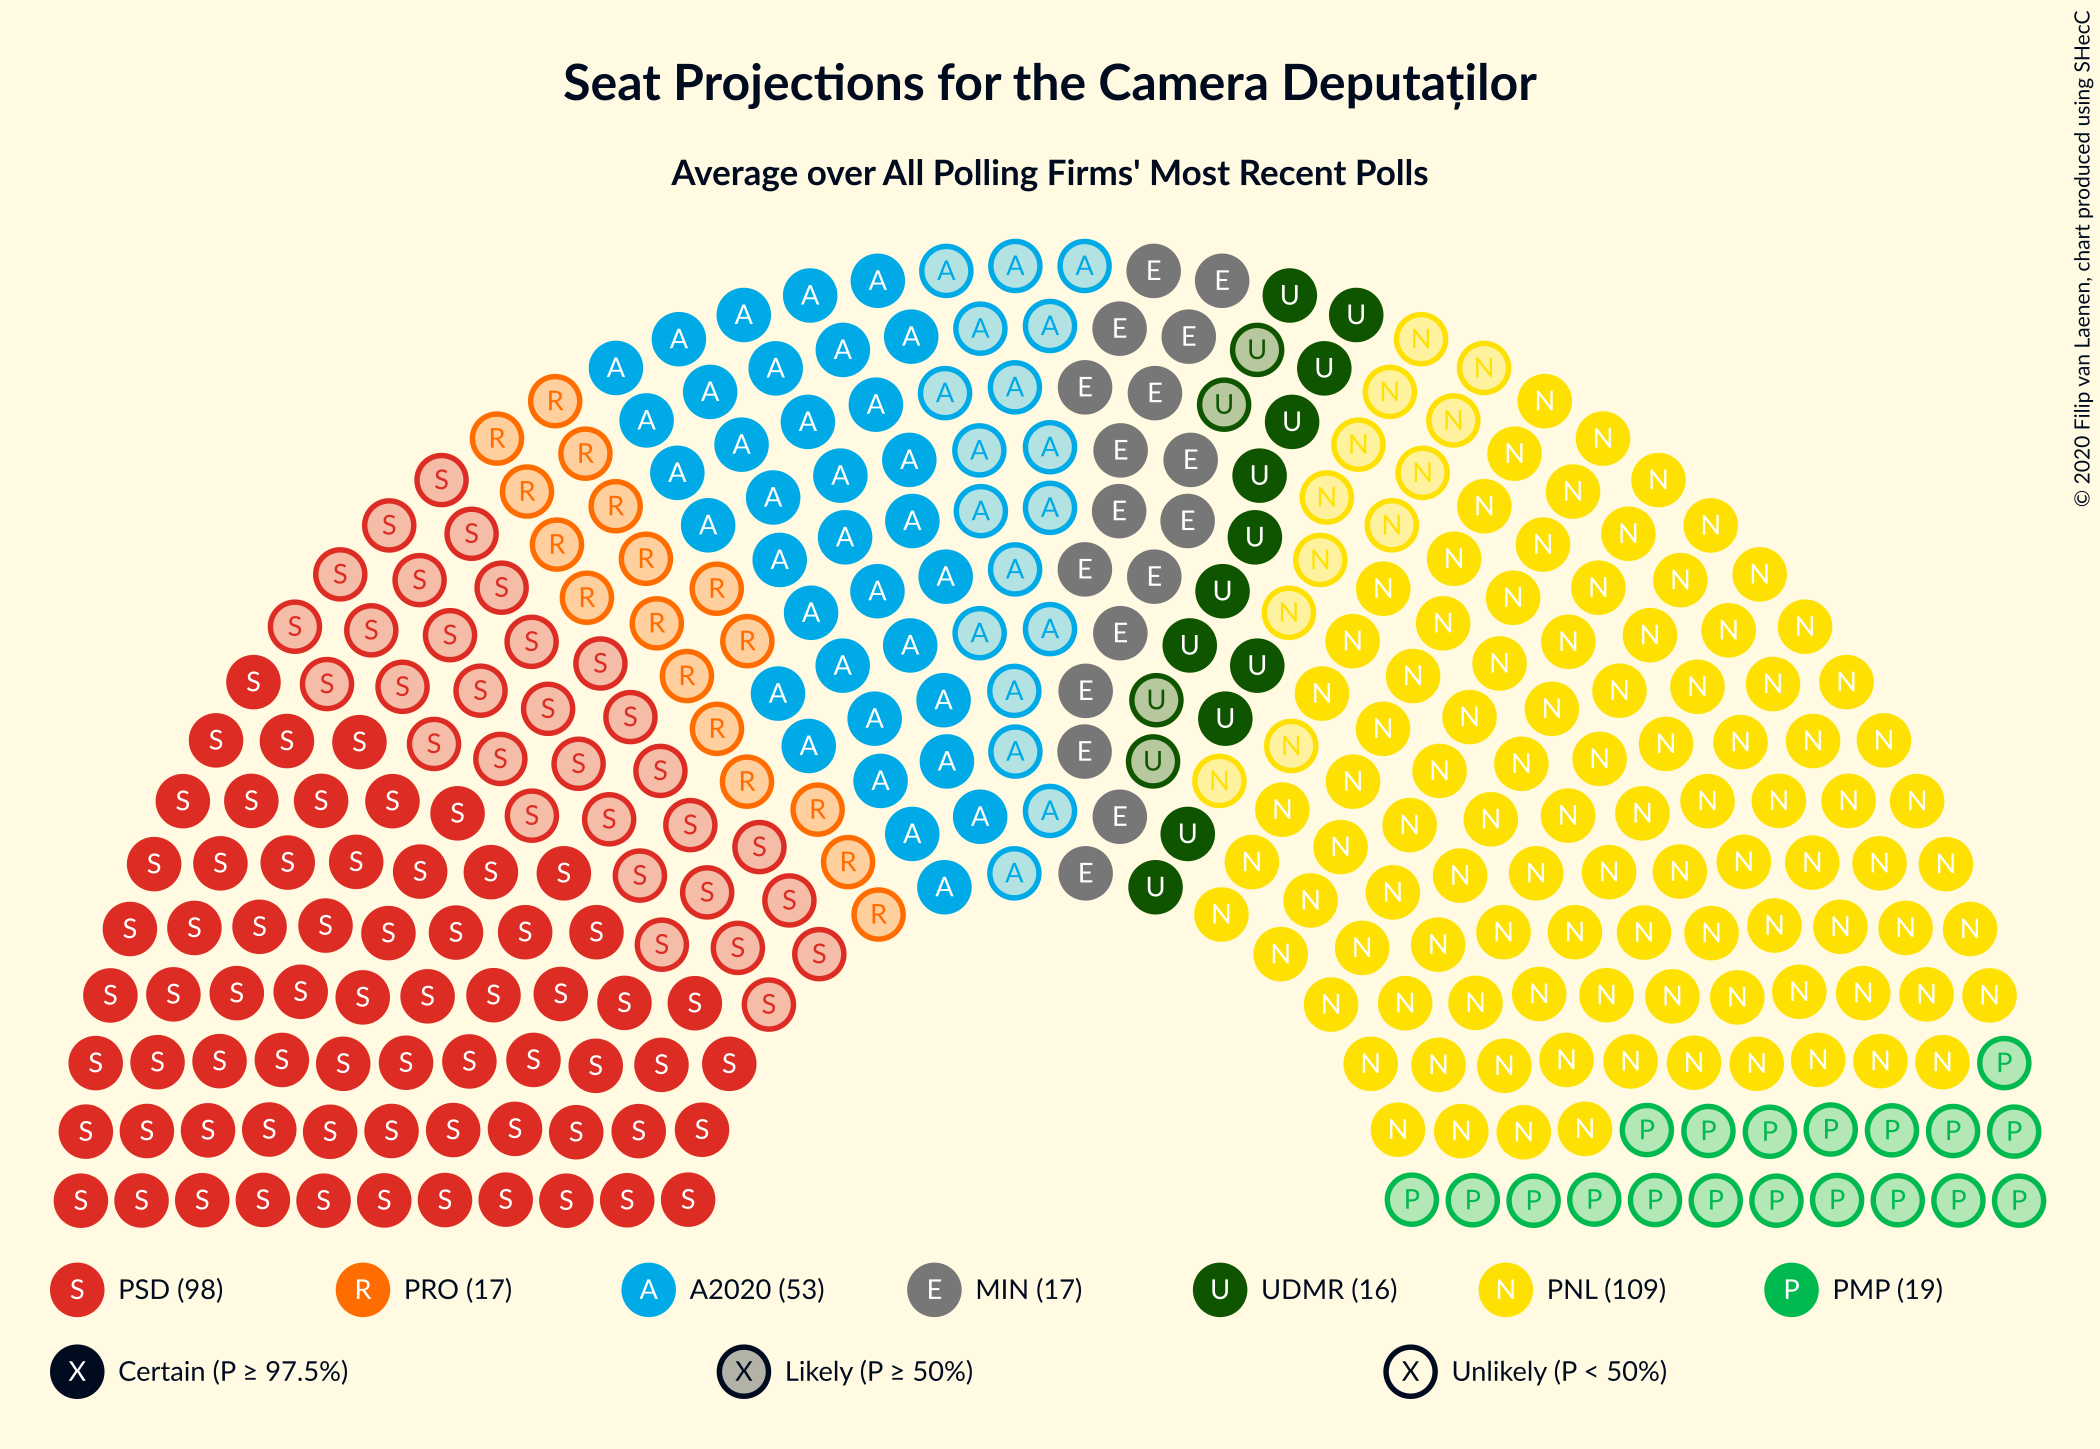 Seat Projections for the Camera Deputaților
Average over All Polling Firms' Most Recent Polls
© 2020 Filip van Laenen, chart produced using SHecC
S PSD (98) R PRO (17) A A2020 (53) E MIN (17) U UDMR (16) N PNL (109) P PMP (19)
X Certain (P ≥ 97.5%) X Likely (P ≥ 50%) X Unlikely (P < 50%)